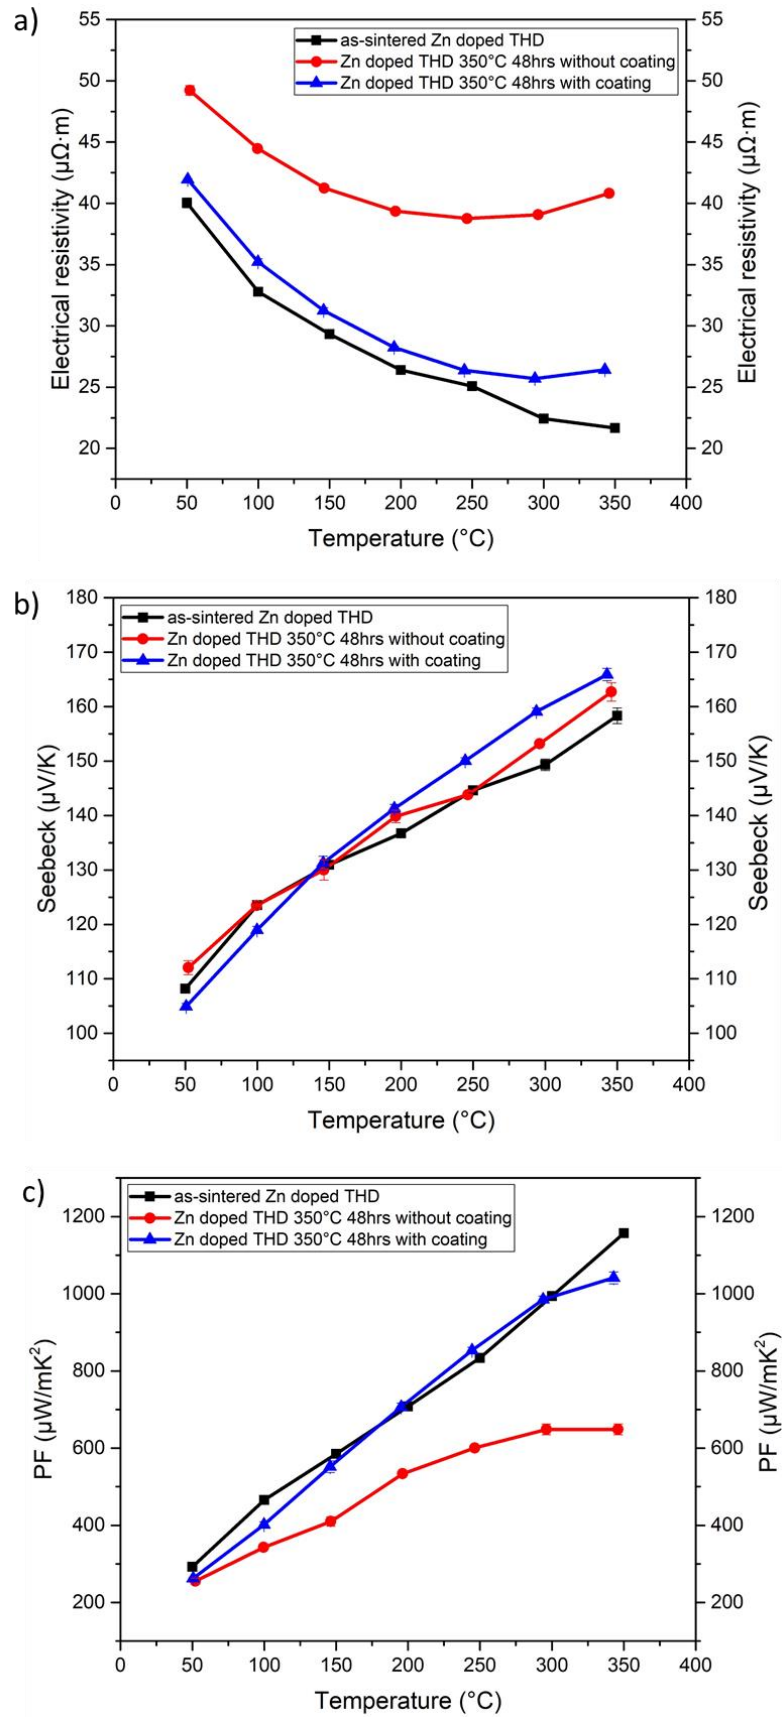 a)
55
50
45
40
35
30
25
20
Electrical resistivity (μΩ·m)
as-sintered Zn doped THD
Zn doped THD 350°C 48hrs without coating
Zn doped THD 350°C 48hrs with coating
55
50
45
40
35
30
25
20
Electrical resistivity (μΩ·m)
0 50 100 150 200 250 300 350 400
Temperature (°C)
b)
180
170
160
150
140
130
120
110
100
Seebeck (μV/K)
as-sintered Zn doped THD
Zn doped THD 350°C 48hrs without coating
Zn doped THD 350°C 48hrs with coating
180
170
160
150
140
130
120
110
100
Seebeck (μV/K)
0 50 100 150 200 250 300 350 400
Temperature (°C)
c)
1200
1000
800
600
400
200
PF (μW/mK²)
as-sintered Zn doped THD
Zn doped THD 350°C 48hrs without coating
Zn doped THD 350°C 48hrs with coating
1200
1000
800
600
400
200
PF (μW/mK²)
0 50 100 150 200 250 300 350 400
Temperature (°C)